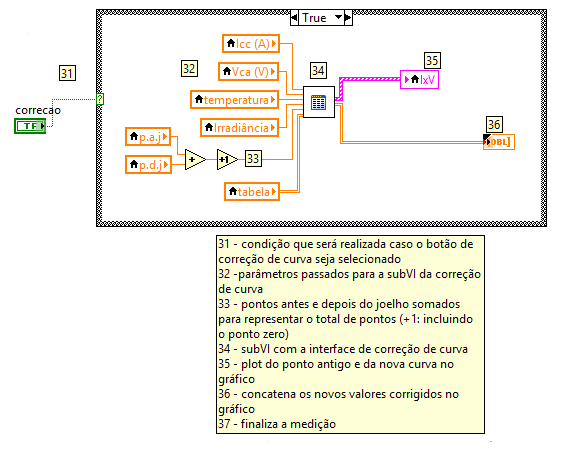 True
31
correcao
TF
?
32
Icc (A)
Vca (V)
temperatura
Irradiância
p.a.j
p.d.j
+
+1
33
tabela
34
35
IxV
36
DBL]
31 - condição que será realizada caso o botão de
correção de curva seja selecionado
32 -parâmetros passados para a subVI da correção
de curva
33 - pontos antes e depois do joelho somados
para representar o total de pontos (+1: incluindo
o ponto zero)
34 - subVI com a interface de correção de curva
35 - plot do ponto antigo e da nova curva no
gráfico
36 - concatena os novos valores corrigidos no
gráfico
37 - finaliza a medição